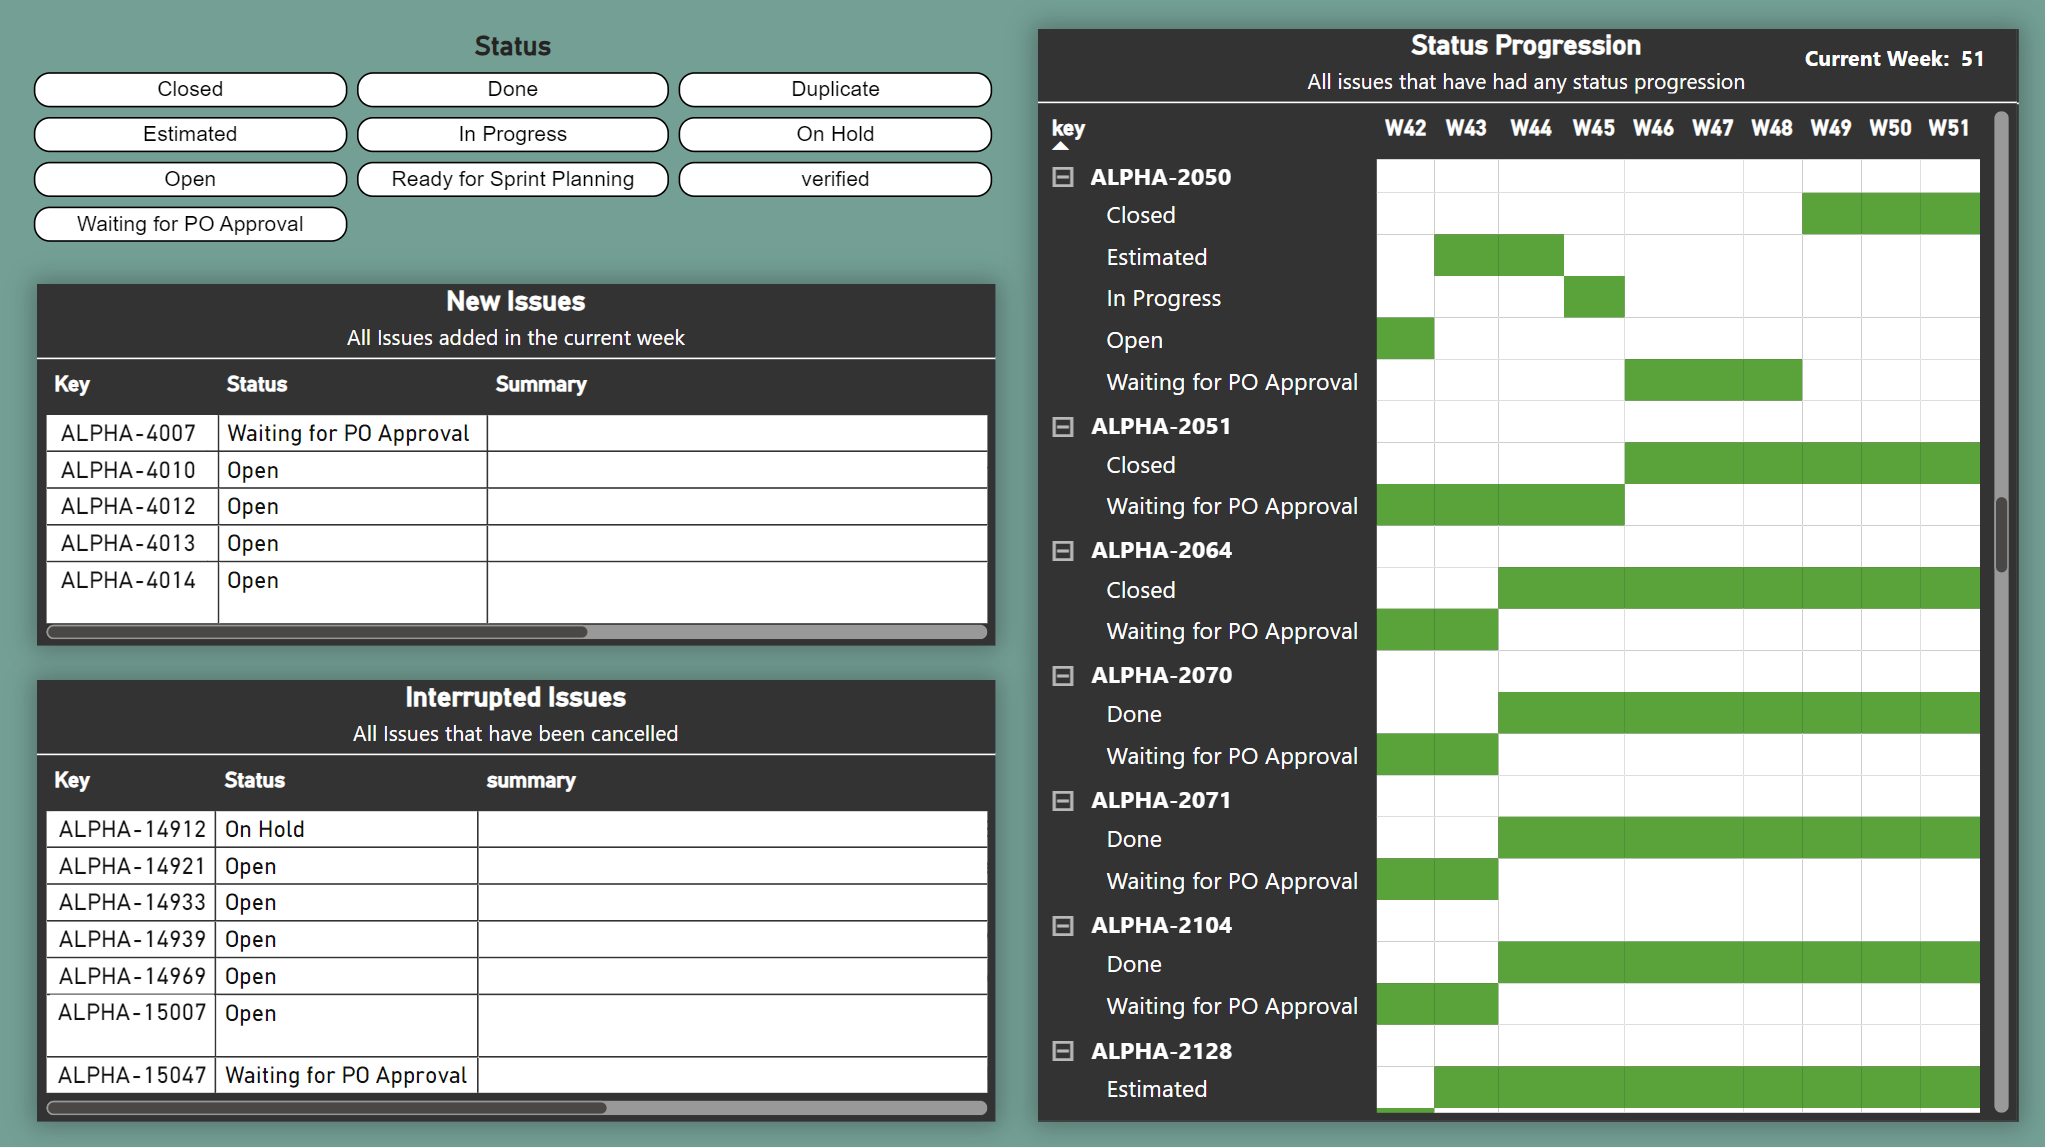 Status
Closed Done Duplicate
Estimated In Progress On Hold
Open Ready for Sprint Planning verified
Waiting for PO Approval
New Issues
All Issues added in the current week
Key Status Summary
ALPHA-4007 Waiting for PO Approval
ALPHA-4010 Open
ALPHA-4012 Open
ALPHA-4013 Open
ALPHA-4014 Open
Interrupted Issues
All Issues that have been cancelled
Key Status summary
ALPHA-14912 On Hold
ALPHA-14921 Open
ALPHA-14933 Open
ALPHA-14939 Open
ALPHA-14969 Open
ALPHA-15007 Open
ALPHA-15047 Waiting for PO Approval
Status Progression
Current Week: 51
All issues that have had any status progression
key W42 W43 W44 W45 W46 W47 W48 W49 W50 W51
ALPHA-2050
Closed
Estimated
In Progress
Open
Waiting for PO Approval
ALPHA-2051
Closed
Waiting for PO Approval
ALPHA-2064
Closed
Waiting for PO Approval
ALPHA-2070
Done
Waiting for PO Approval
ALPHA-2071
Done
Waiting for PO Approval
ALPHA-2104
Done
Waiting for PO Approval
ALPHA-2128
Estimated